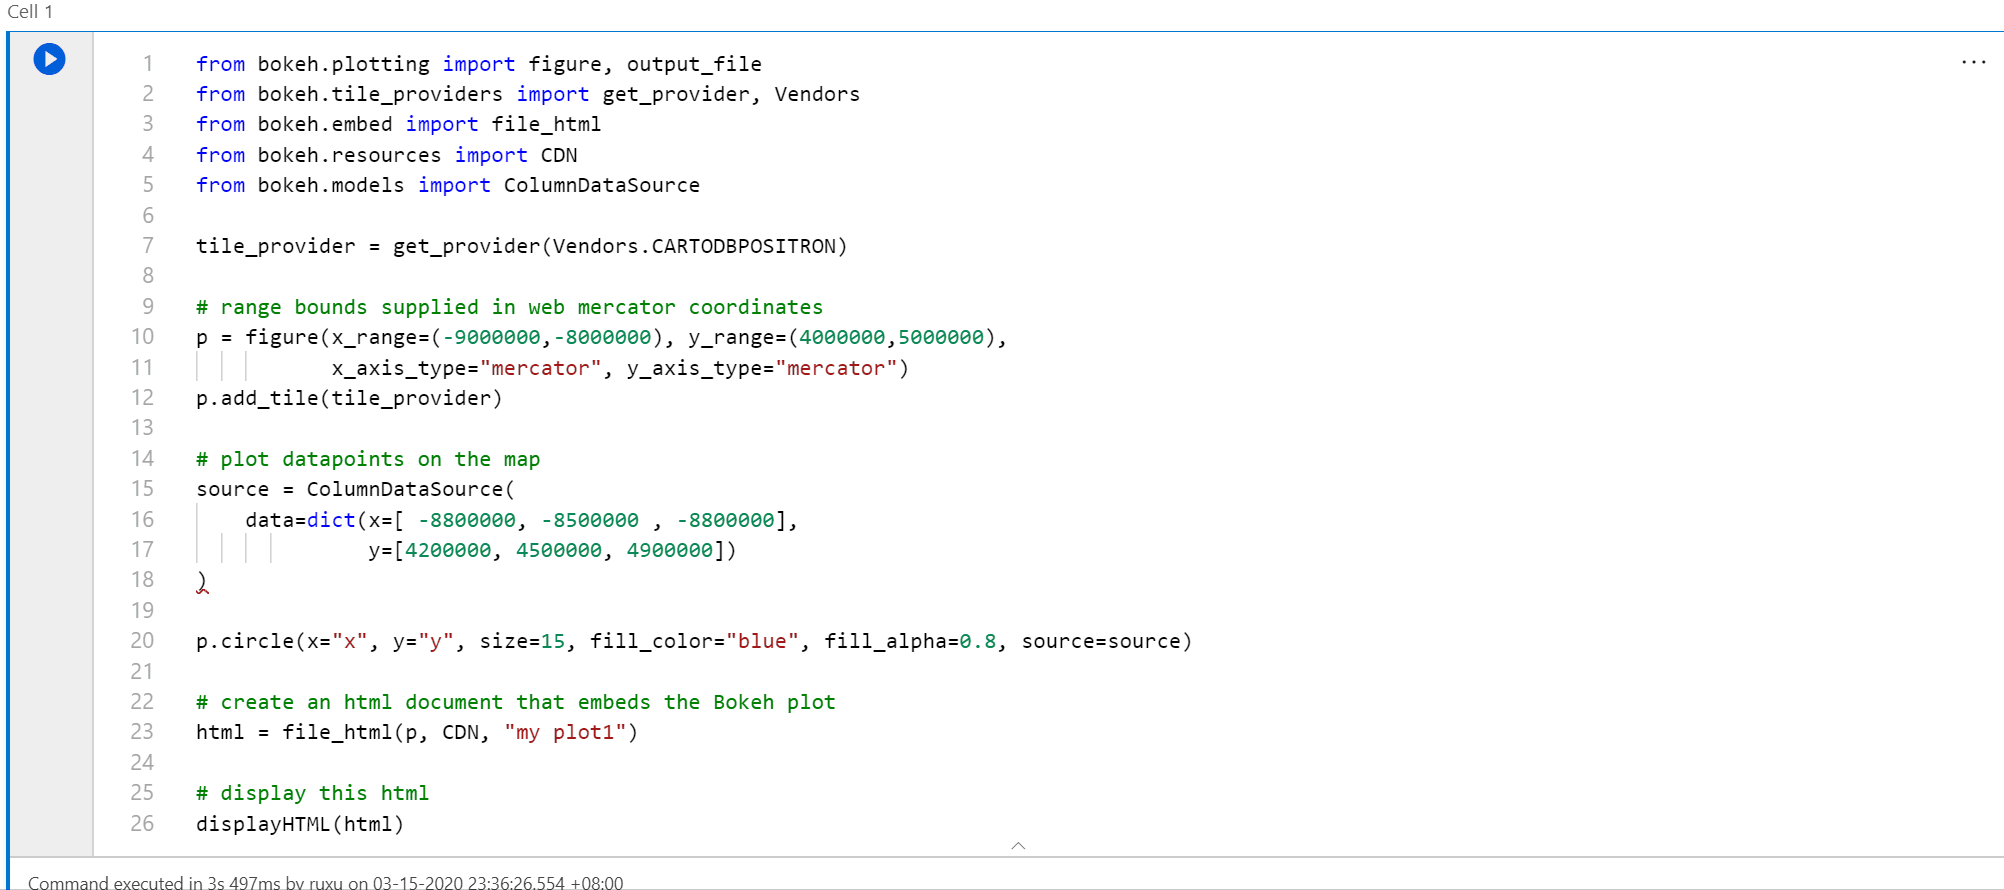 Cell 1
1 from bokeh.plotting import figure, output_file
2 from bokeh.tile_providers import get_provider, Vendors
3 from bokeh.embed import file_html
4 from bokeh.resources import CDN
5 from bokeh.models import ColumnDataSource
6
7 tile_provider = get_provider(Vendors.CARTODBPOSITRON)
8
9 # range bounds supplied in web mercator coordinates
10 p = figure(x_range=(-9000000,-8000000), y_range=(4000000,5000000),
11            x_axis_type="mercator", y_axis_type="mercator")
12 p.add_tile(tile_provider)
13
14 # plot datapoints on the map
15 source = ColumnDataSource(
16     data=dict(x=[ -8800000, -8500000 , -8800000],
17               y=[4200000, 4500000, 4900000])
18 )
19
20 p.circle(x="x", y="y", size=15, fill_color="blue", fill_alpha=0.8, source=source)
21
22 # create an html document that embeds the Bokeh plot
23 html = file_html(p, CDN, "my plot1")
24
25 # display this html
26 displayHTML(html)
Command executed in 3s 497ms by ruxu on 03-15-2020 23:36:26.554 +08:00